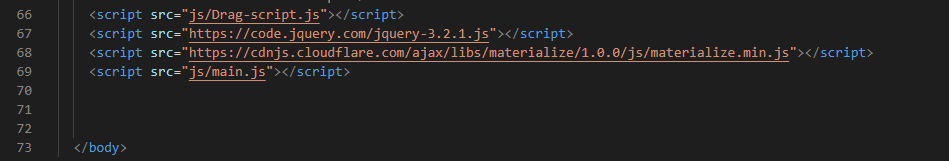 66 <script src="js/Drag-script.js"></script>
67 <script src="https://code.jquery.com/jquery-3.2.1.js"></script>
68 <script src="https://cdnjs.cloudflare.com/ajax/libs/materialize/1.0.0/js/materialize.min.js"></script>
69 <script src="js/main.js"></script>
70
71
72
73 </body>